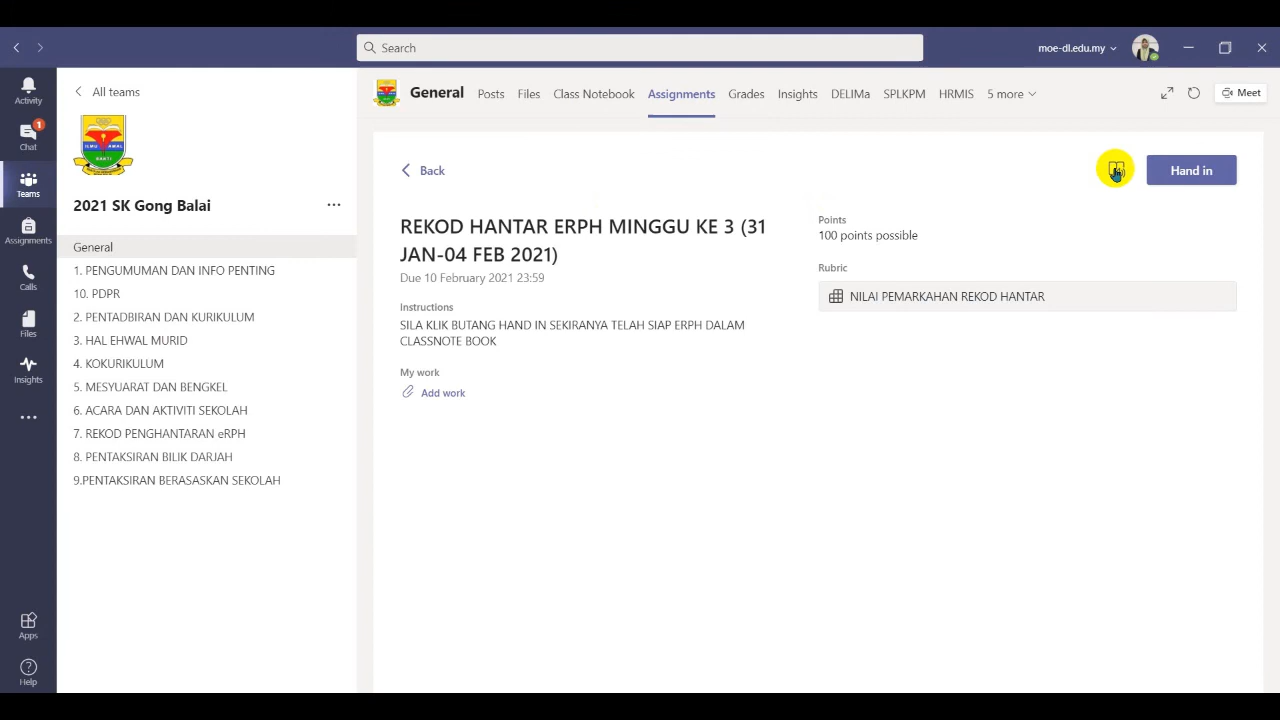 Search
moe-dl.edu.my
Activity
Chat
1
Teams
Assignments
Calls
Files
Insights
Apps
Help
All teams
2021 SK Gong Balai
General
1. PENGUMUMAN DAN INFO PENTING
10. PDPR
2. PENTADBIRAN DAN KURIKULUM
3. HAL EHWAL MURID
4. KOKURIKULUM
5. MESYUARAT DAN BENGKEL
6. ACARA DAN AKTIVITI SEKOLAH
7. REKOD PENGHANTARAN eRPH
8. PENTAKSIRAN BILIK DARJAH
9.PENTAKSIRAN BERASASKAN SEKOLAH
General Posts Files Class Notebook Assignments Grades Insights DELIMa SPLKPM HRMIS 5 more Meet
Back
Hand in
REKOD HANTAR ERPH MINGGU KE 3 (31
JAN-04 FEB 2021)
Due 10 February 2021 23:59
Instructions
SILA KLIK BUTANG HAND IN SEKIRANYA TELAH SIAP ERPH DALAM
CLASSNOTE BOOK
My work
Add work
Points
100 points possible
Rubric
NILAI PEMARKAHAN REKOD HANTAR